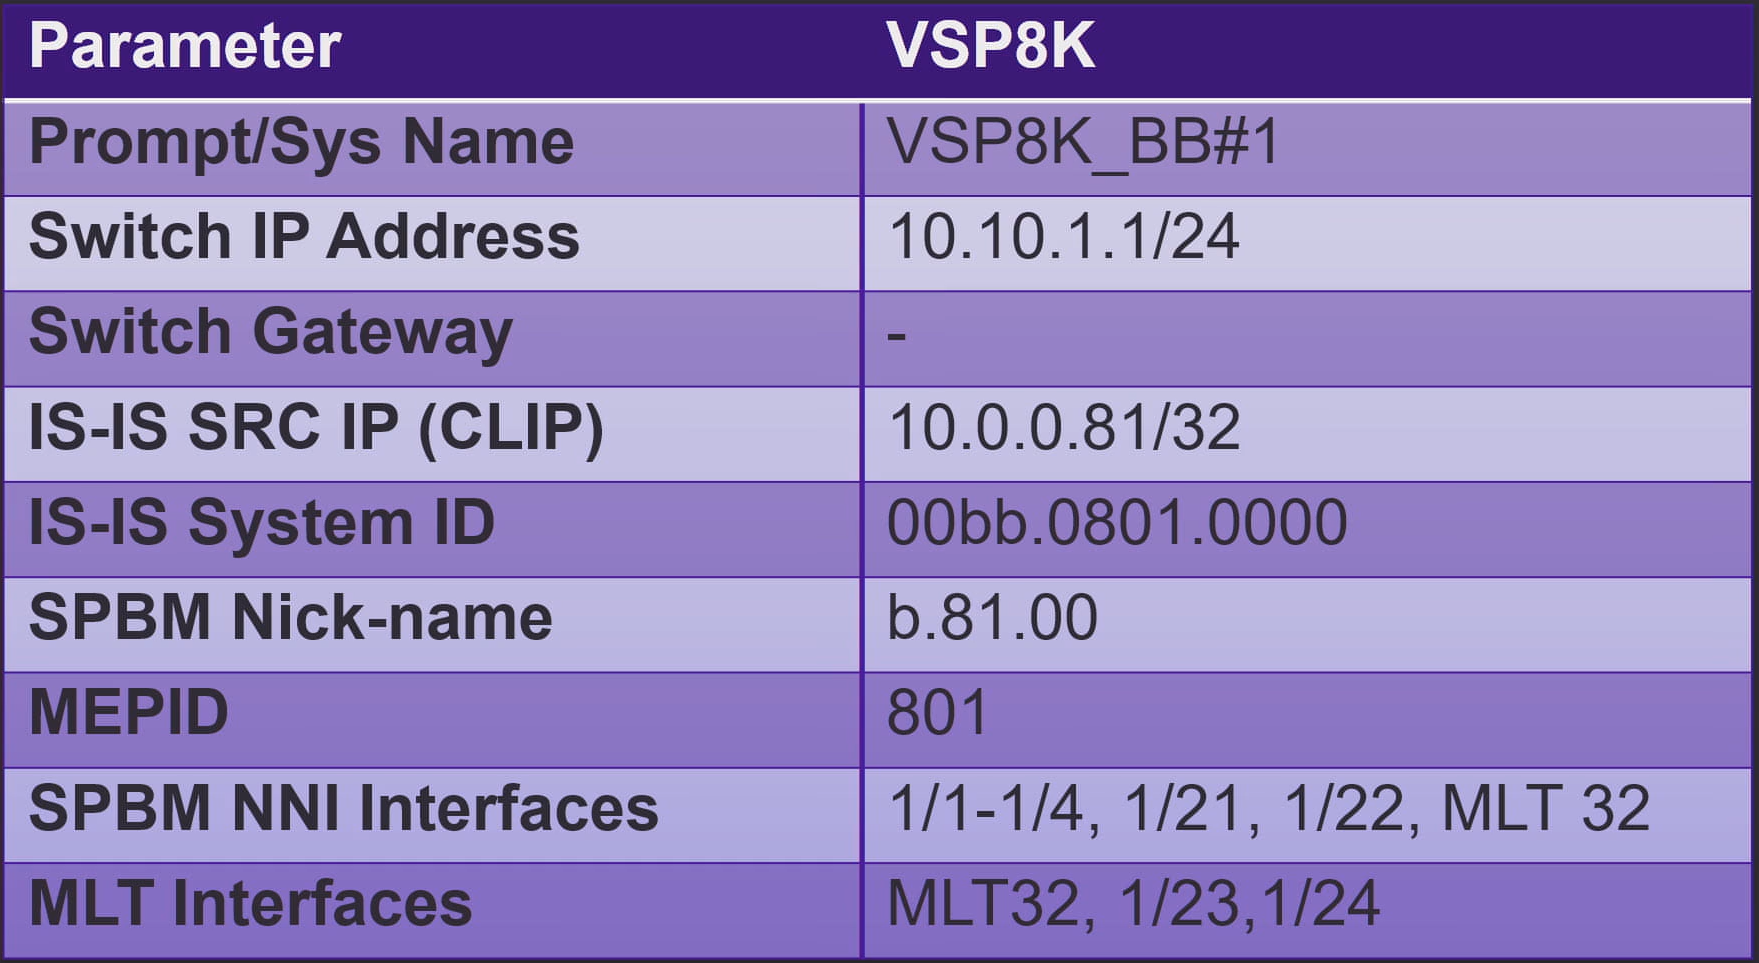 Parameter VSP8K
Prompt/Sys Name VSP8K_BB#1
Switch IP Address 10.10.1.1/24
Switch Gateway -
IS-IS SRC IP (CLIP) 10.0.0.81/32
IS-IS System ID 00bb.0801.0000
SPBM Nick-name b.81.00
MEPID 801
SPBM NNI Interfaces 1/1-1/4, 1/21, 1/22, MLT 32
MLT Interfaces MLT32, 1/23,1/24